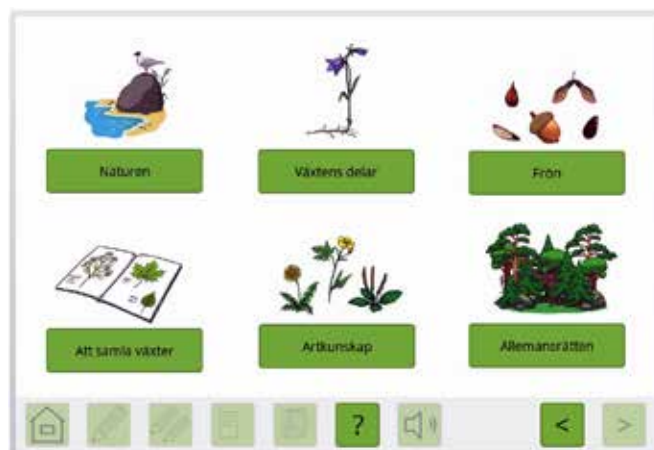 Naturen
Växtens delar
Frön
Att samla växter
Artkunskap
Allemansrätten
?
<
>